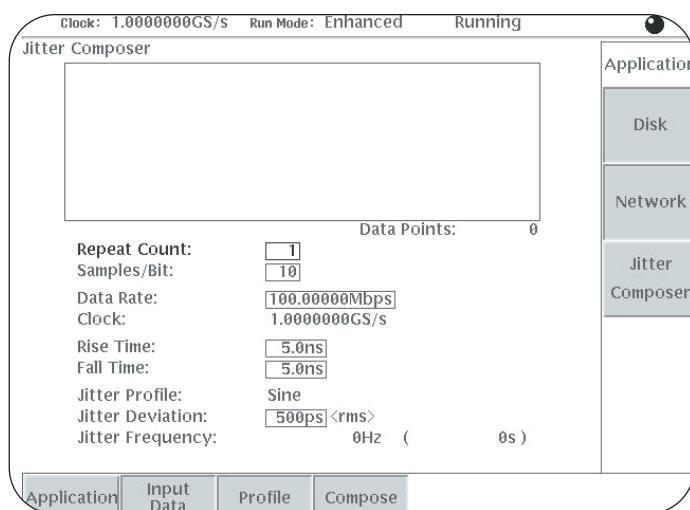 Clock: 1.0000000GS/s Run Mode: Enhanced Running
Jitter Composer
Application
Disk
Network
Jitter
Composer
Data Points: 0
Repeat Count: 1
Samples/Bit: 10
Data Rate: 100.00000Mbps
Clock: 1.0000000GS/s
Rise Time: 5.0ns
Fall Time: 5.0ns
Jitter Profile: Sine
Jitter Deviation: 500ps <rms>
Jitter Frequency: 0Hz ( 0s )
Application
Input
Data
Profile
Compose